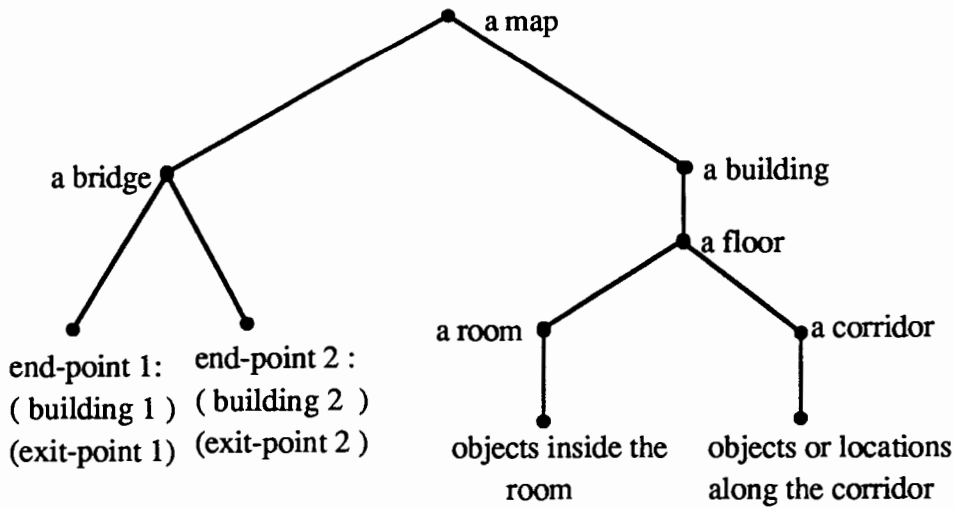 a map
a bridge
a building
a floor
a room
a corridor
end-point 1:
( building 1 )
(exit-point 1)
end-point 2 :
( building 2 )
(exit-point 2 )
objects inside the
room
objects or locations
along the corridor